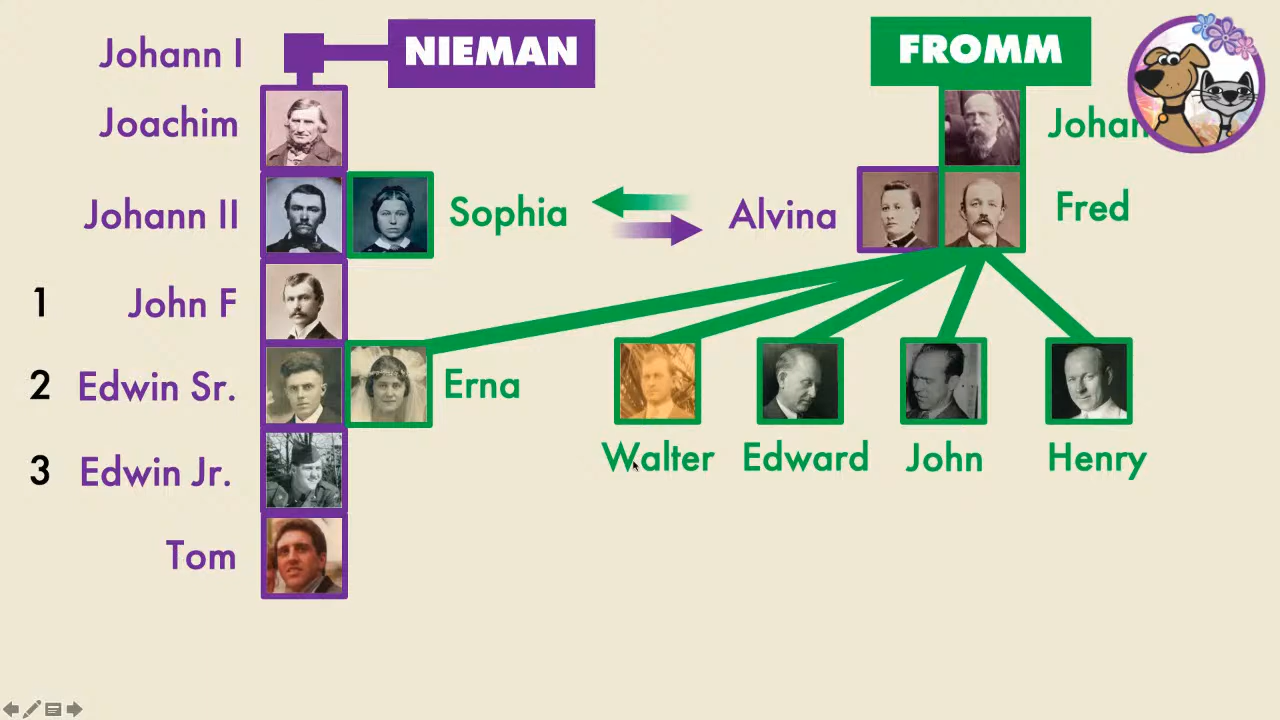 NIEMAN
FROMM
Johann I
Joachim
Johan
Johann II
Sophia
Alvina
Fred
1 John F
2 Edwin Sr.
Erna
Walter
Edward
John
Henry
3 Edwin Jr.
Tom